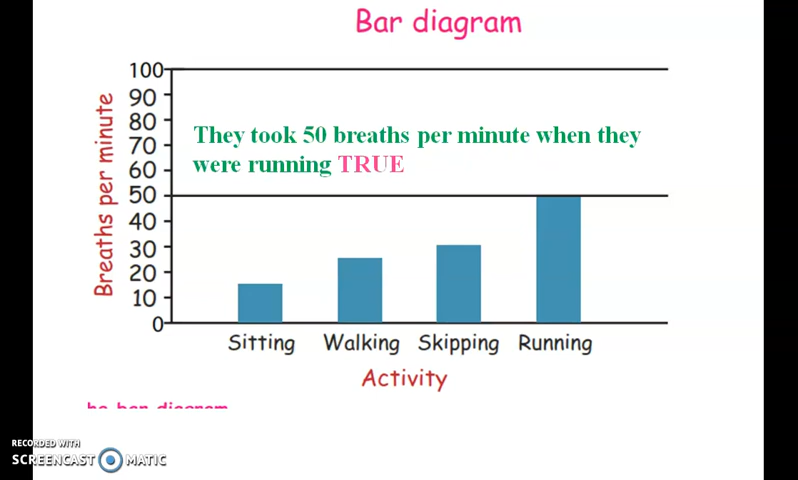 Bar diagram
100
90
80
70
60
50
40
30
20
10
0
Breaths per minute
They took 50 breaths per minute when they
were running TRUE
Sitting Walking Skipping Running
Activity
RECORDED WITH
SCREENCAST MATIC